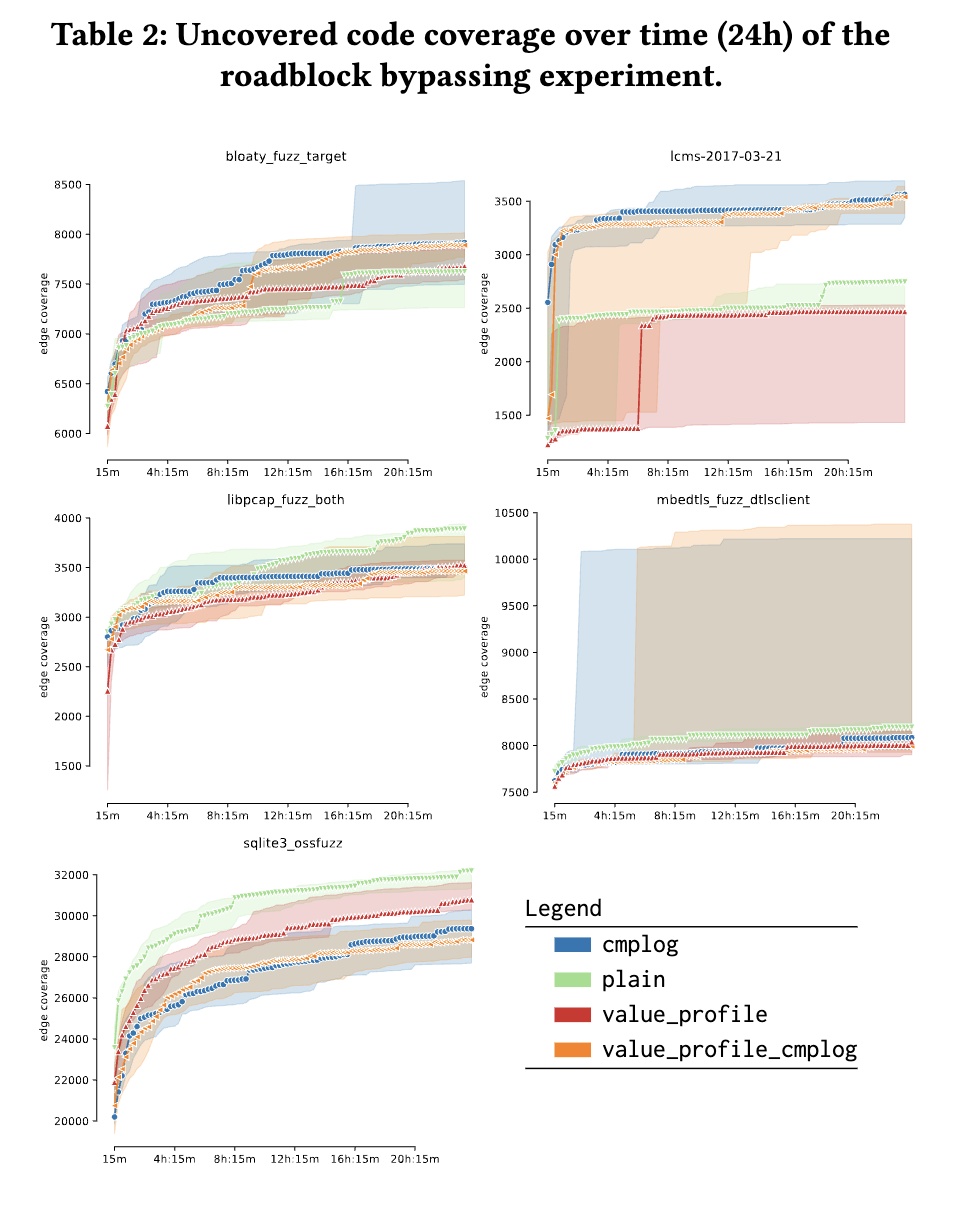 Table 2: Uncovered code coverage over time (24h) of the
roadblock bypassing experiment.
bloaty_fuzz_target
8500
8000
7500
7000
6500
6000
edge coverage
15m 4h:15m 8h:15m 12h:15m 16h:15m 20h:15m
lcms-2017-03-21
3500
3000
2500
2000
1500
edge coverage
15m 4h:15m 8h:15m 12h:15m 16h:15m 20h:15m
libpcap_fuzz_both
4000
3500
3000
2500
2000
1500
edge coverage
15m 4h:15m 8h:15m 12h:15m 16h:15m 20h:15m
mbedtls_fuzz_dtlsclient
10500
10000
9500
9000
8500
8000
7500
edge coverage
15m 4h:15m 8h:15m 12h:15m 16h:15m 20h:15m
sqlite3_ossfuzz
32000
30000
28000
26000
24000
22000
20000
edge coverage
15m 4h:15m 8h:15m 12h:15m 16h:15m 20h:15m
Legend
cmplog
plain
value_profile
value_profile_cmplog